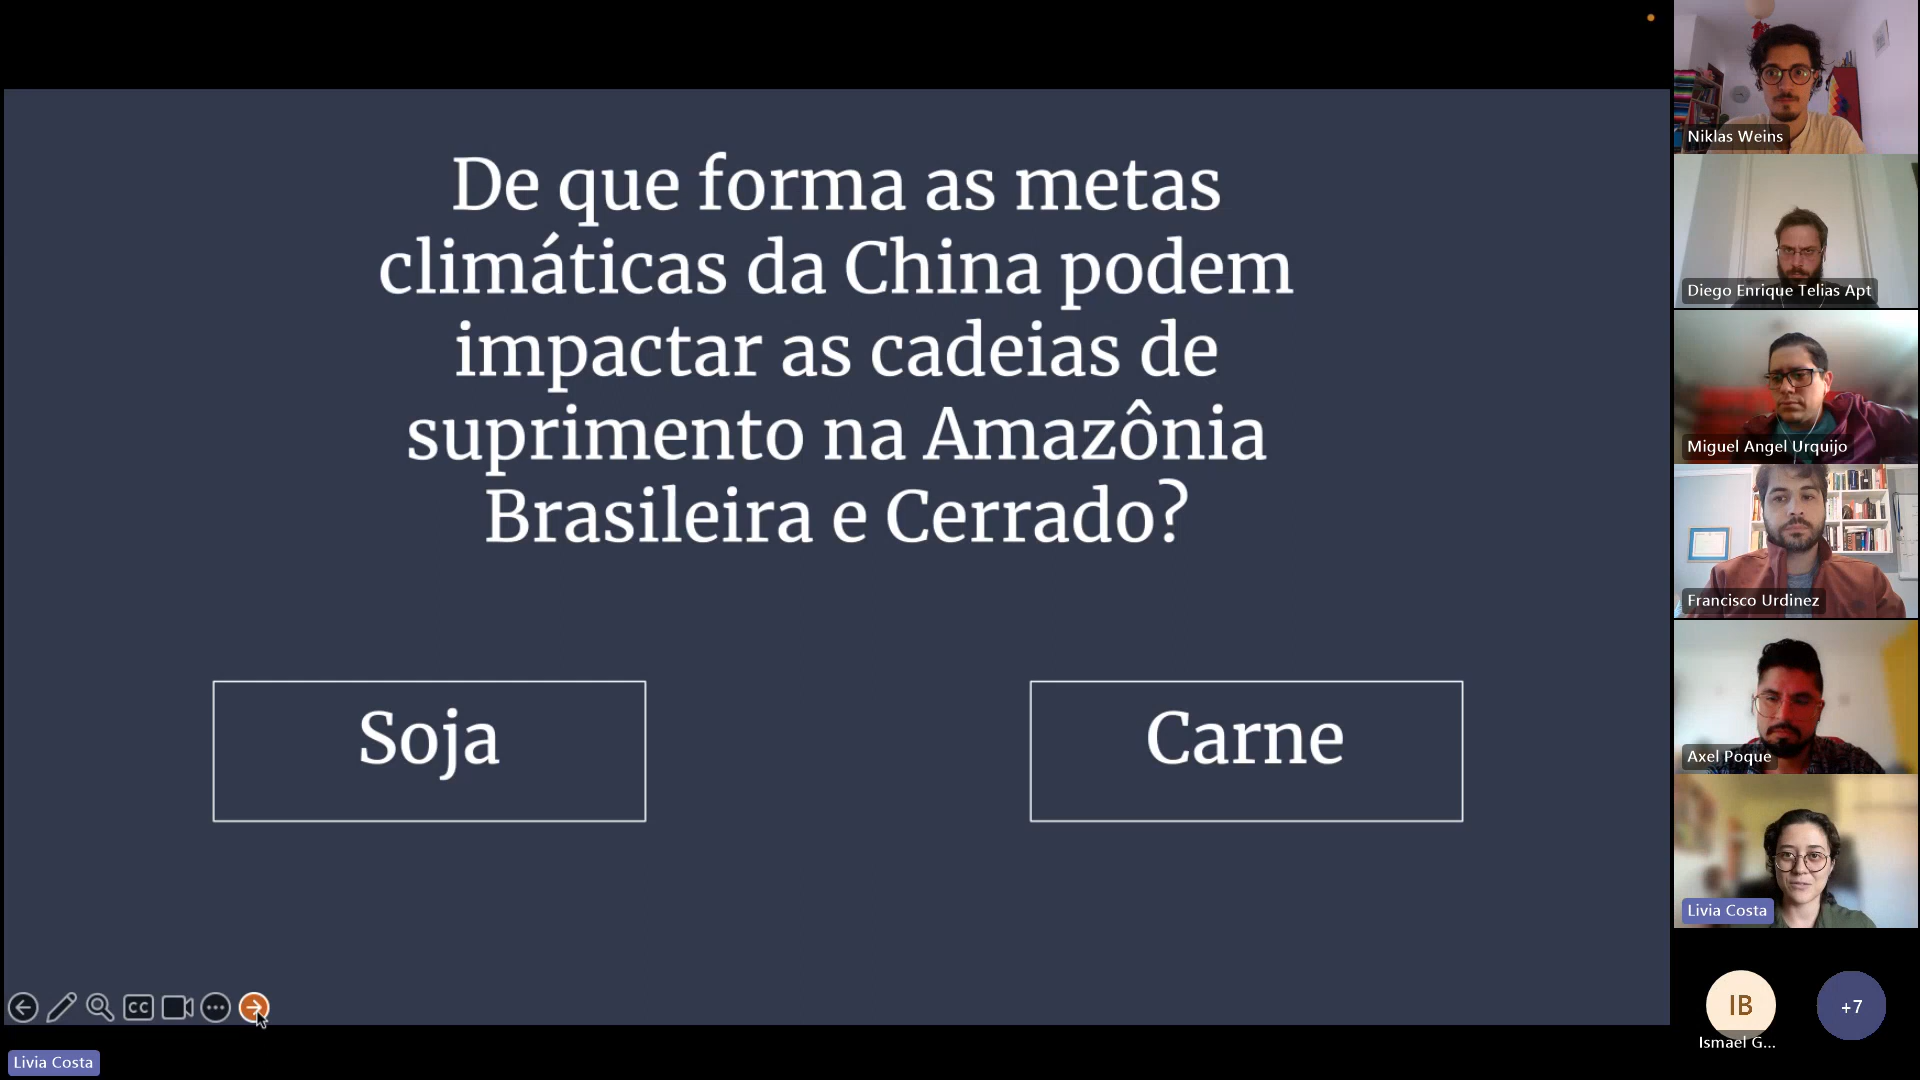 De que forma as metas
climáticas da China podem
impactar as cadeias de
suprimento na Amazônia
Brasileira e Cerrado?
Soja
Carne
CC
Livia Costa
Niklas Weins
Diego Enrique Telias Apt
Miguel Angel Urquijo
Francisco Urdinez
Axel Poque
Livia Costa
IB
+7
Ismael G...